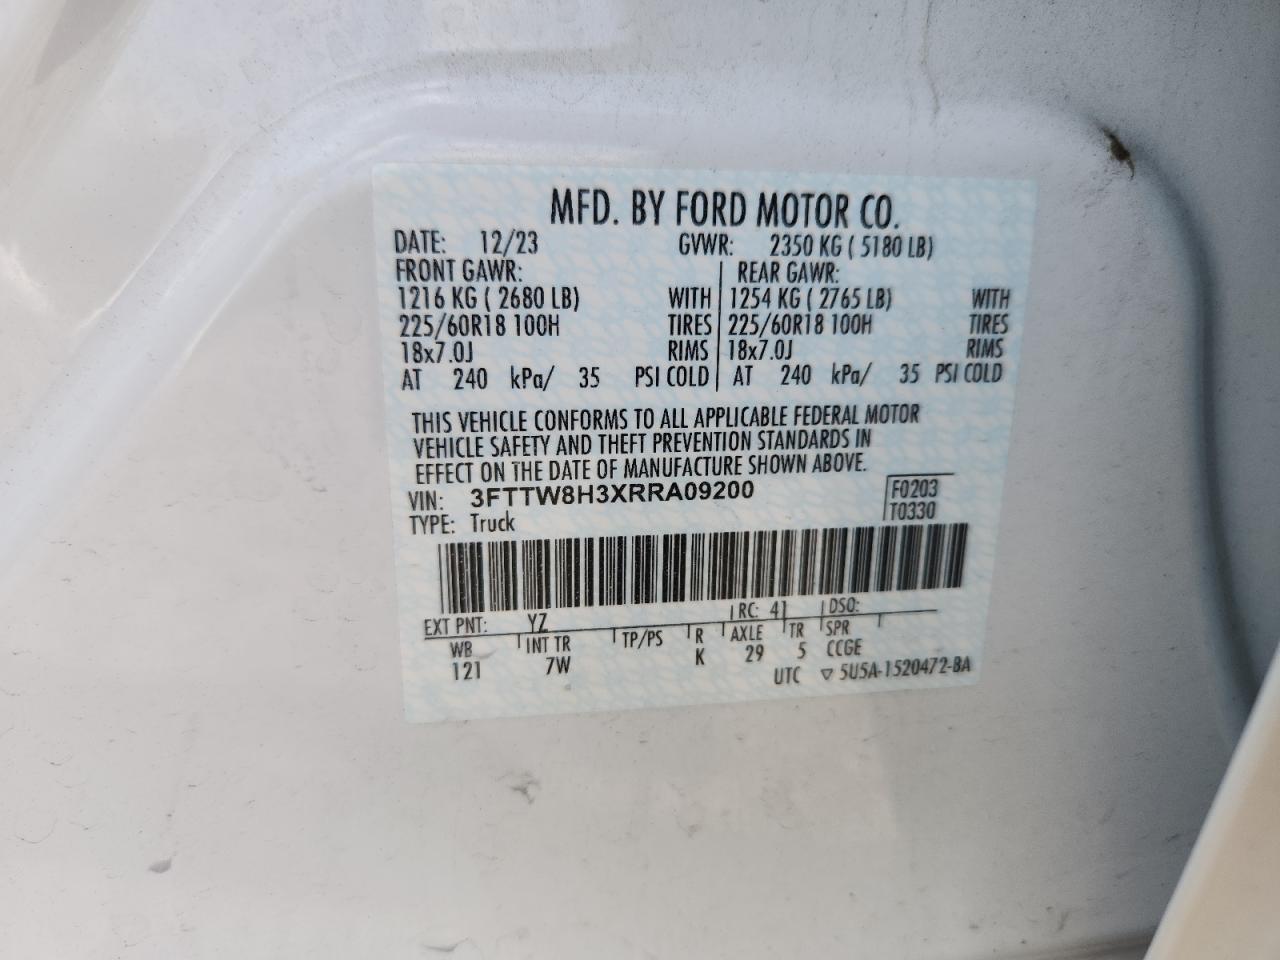 MFD. BY FORD MOTOR CO.
DATE: 12/23 GVWR: 2350 KG ( 5180 LB)
FRONT GAWR: REAR GAWR:
1216 KG ( 2680 LB) WITH 1254 KG ( 2765 LB) WITH
225/60R18 100H TIRES 225/60R18 100H TIRES
18x7.0J RIMS 18x7.0J RIMS
AT 240 kPa/ 35 PSI COLD AT 240 kPa/ 35 PSI COLD
THIS VEHICLE CONFORMS TO ALL APPLICABLE FEDERAL MOTOR
VEHICLE SAFETY AND THEFT PREVENTION STANDARDS IN
EFFECT ON THE DATE OF MANUFACTURE SHOWN ABOVE.
VIN: 3FTTW8H3XRRA09200 F0203
TYPE: Truck T0330
EXT PNT: YZ RC: 41 DSO:
WB INT TR TP/PS R AXLE TR SPR
121 7W K 29 5 CCGE
UTC ▽ 5U5A-1520472-BA